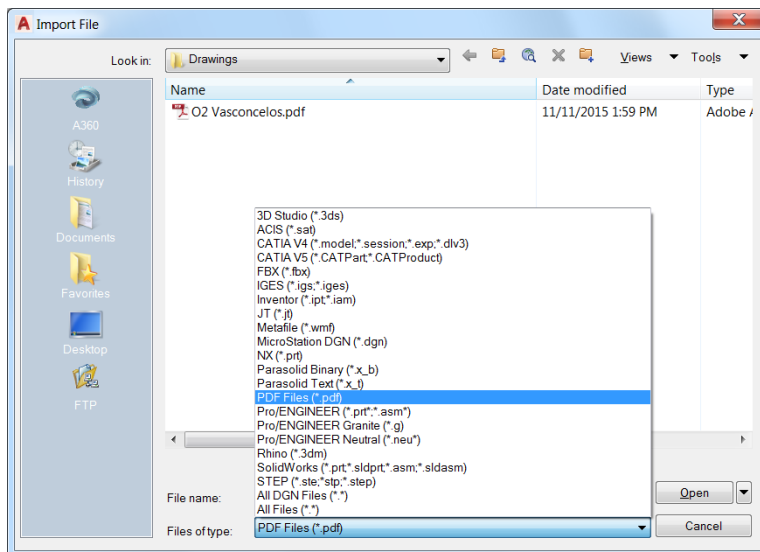 Import File
Look in:
Drawings
Views
Tools
Name
Date modified
Type
O2 Vasconcelos.pdf
11/11/2015 1:59 PM
Adobe A
A360
History
Documents
Favorites
Desktop
FTP
3D Studio (*.3ds)
ACIS (*.sat)
CATIA V4 (*.model;*.session;*.exp;*.dlv3)
CATIA V5 (*.CATPart;*.CATProduct)
FBX (*.fbx)
IGES (*.igs;*.iges)
Inventor (*.ipt;*.iam)
JT (*.jt)
Metafile (*.wmf)
MicroStation DGN (*.dgn)
NX (*.prt)
Parasolid Binary (*.x_b)
Parasolid Text (*.x_t)
PDF Files (*.pdf)
Pro/ENGINEER (*.prt*;*.asm*)
Pro/ENGINEER Granite (*.g)
Pro/ENGINEER Neutral (*.neu*)
Rhino (*.3dm)
SolidWorks (*.prt;*.sldprt;*.asm;*.sldasm)
STEP (*.ste;*stp;*.step)
All DGN Files (*.*)
All Files (*.*)
File name:
Open
Files of type:
PDF Files (*.pdf)
Cancel